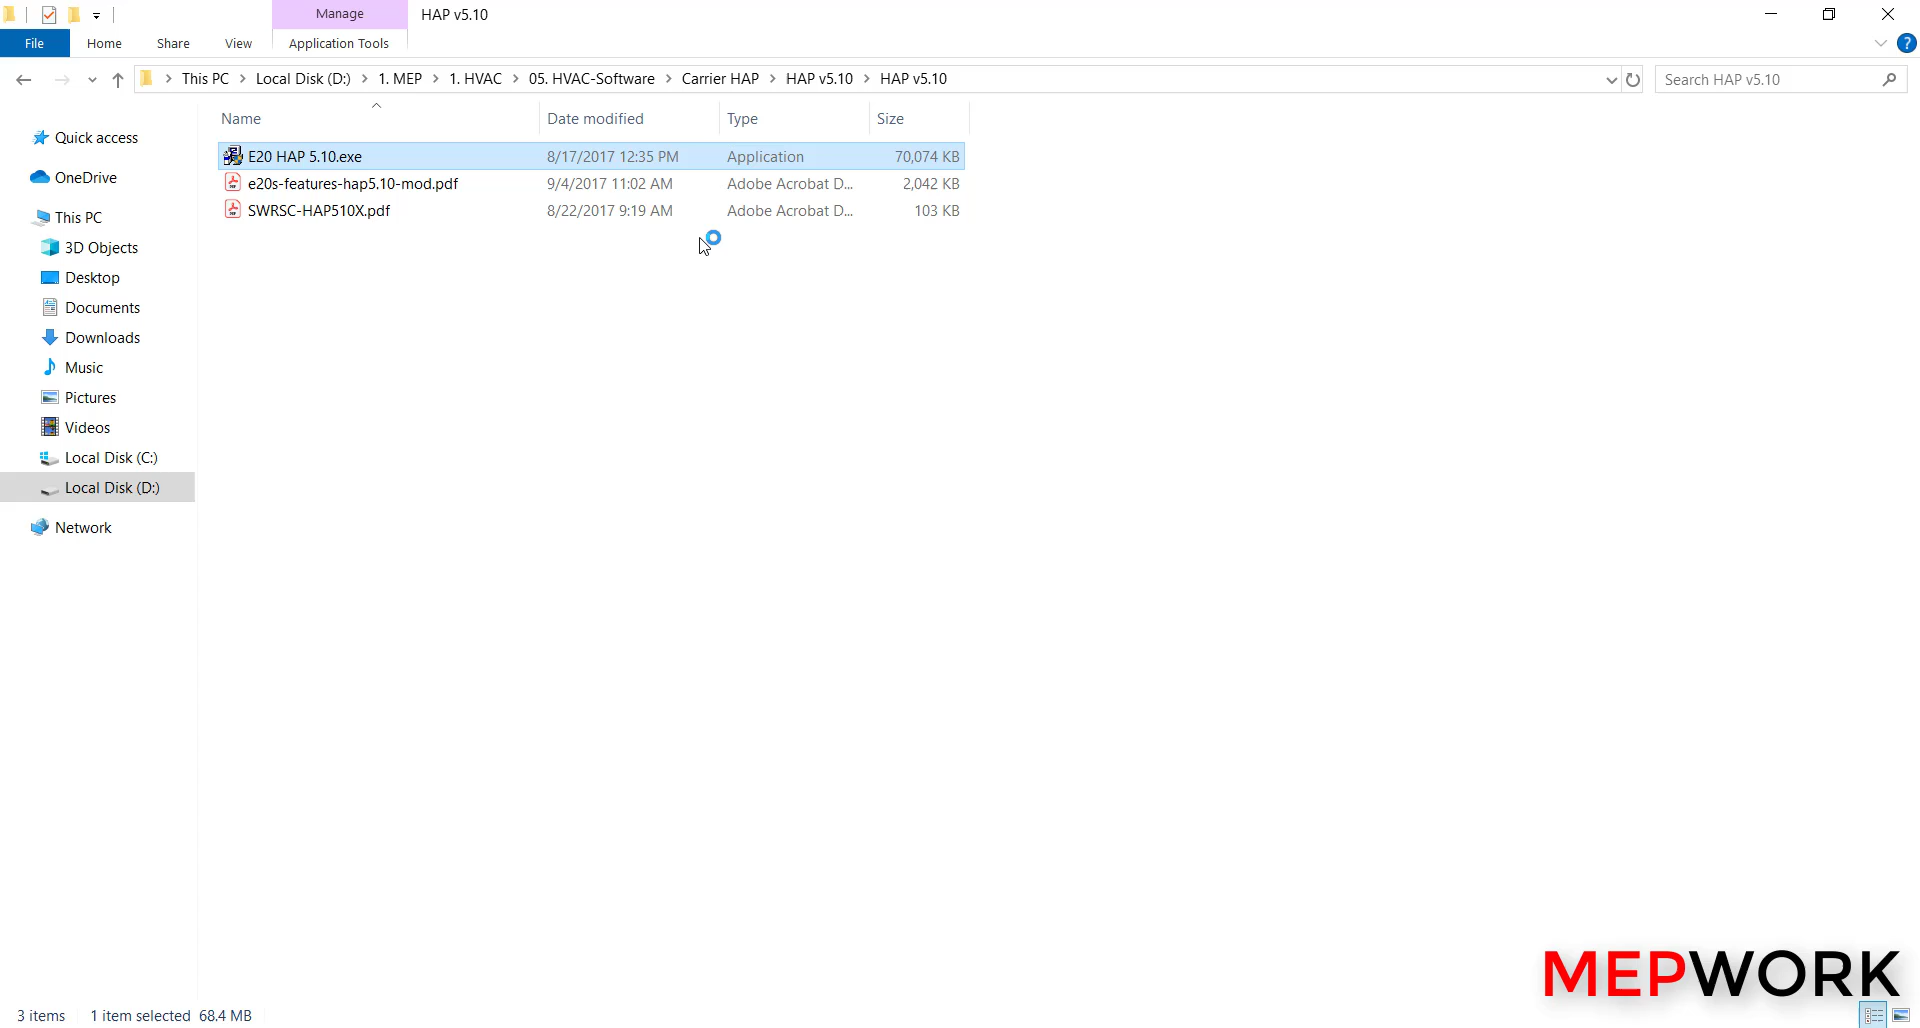 Manage
HAP v5.10
File
Home
Share
View
Application Tools
?
This PC
Local Disk (D:)
1. MEP
1. HVAC
05. HVAC-Software
Carrier HAP
HAP v5.10
HAP v5.10
Search HAP v5.10
Name
Date modified
Type
Size
E20 HAP 5.10.exe
8/17/2017 12:35 PM
Application
70,074 KB
e20s-features-hap5.10-mod.pdf
9/4/2017 11:02 AM
Adobe Acrobat D...
2,042 KB
SWRSC-HAP510X.pdf
8/22/2017 9:19 AM
Adobe Acrobat D...
103 KB
Quick access
OneDrive
This PC
3D Objects
Desktop
Documents
Downloads
Music
Pictures
Videos
Local Disk (C:)
Local Disk (D:)
Network
MEPWORK
3 items
1 item selected 68.4 MB